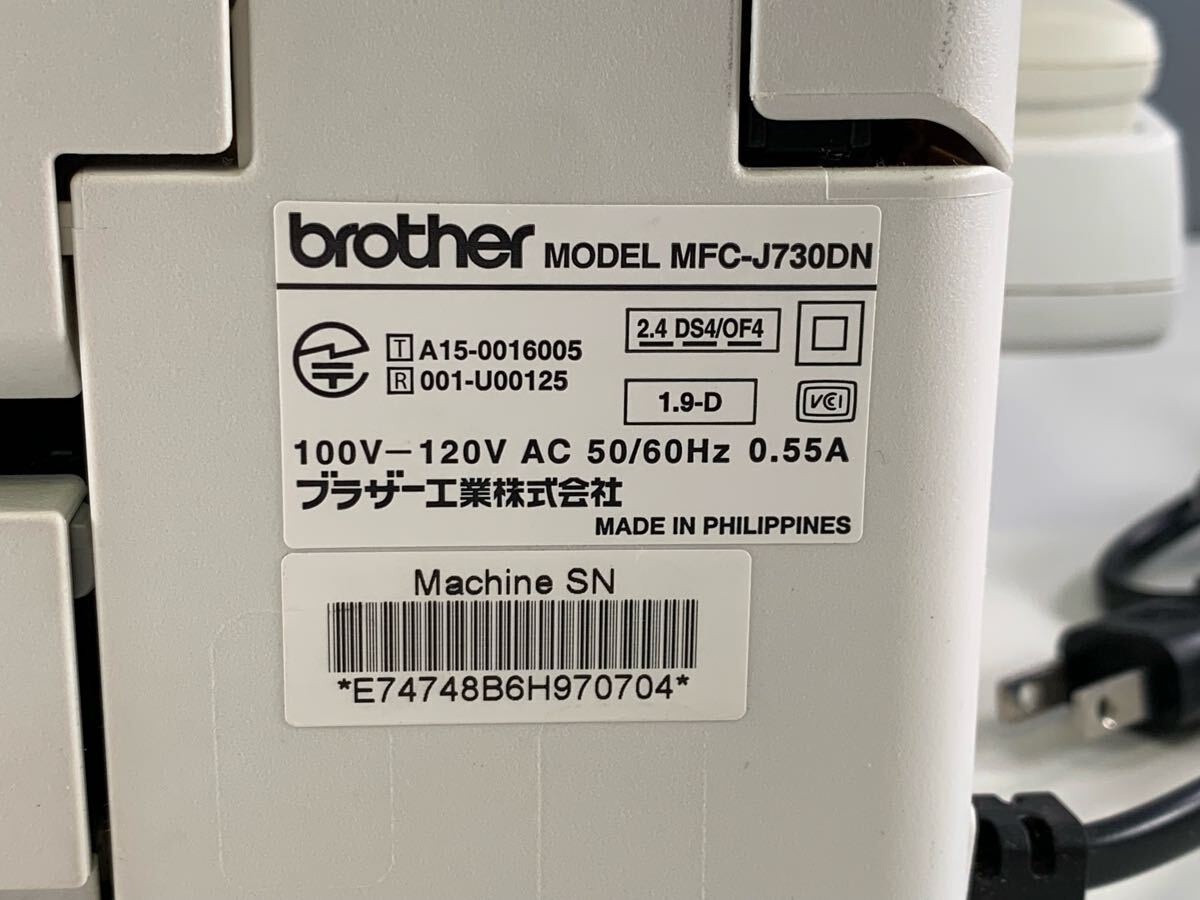 brother MODEL MFC-J730DN
T A15-0016005
R 001-U00125
2.4 DS4/OF4
1.9-D
VCI
100V－120V AC 50/60Hz 0.55A
ブラザー工業株式会社
MADE IN PHILIPPINES
Machine SN
*E74748B6H970704*